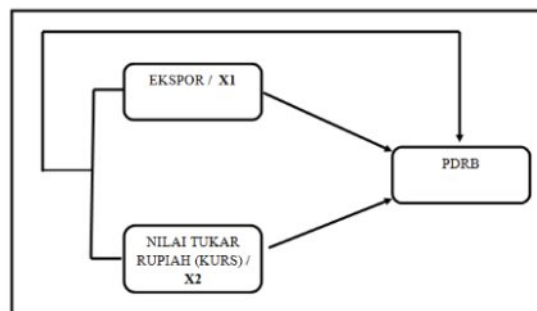 EKSPOR / X1
PDRB
NILAI TUKAR
RUPIAH (KURS) /
X2